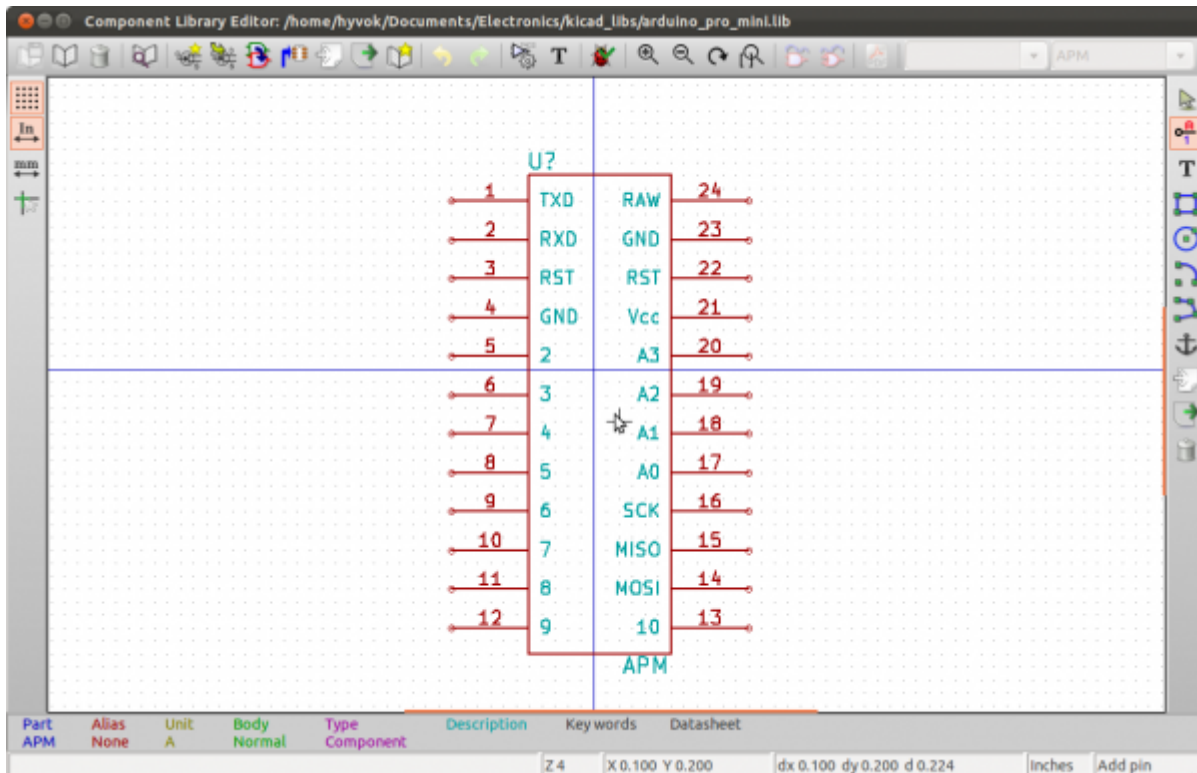 Component Library Editor: /home/hyvok/Documents/Electronics/kicad_libs/arduino_pro_mini.lib
T APM
In
mm
T
U?
1 TXD RAW 24
2 RXD GND 23
3 RST RST 22
4 GND Vcc 21
5 2 A3 20
6 3 A2 19
7 4 A1 18
8 5 A0 17
9 6 SCK 16
10 7 MISO 15
11 8 MOSI 14
12 9 10 13
APM
Part Alias Unit Body Type Description Key words Datasheet
APM None A Normal Component
Z 4 X 0.100 Y 0.200 dx 0.100 dy 0.200 d 0.224 Inches Add pin